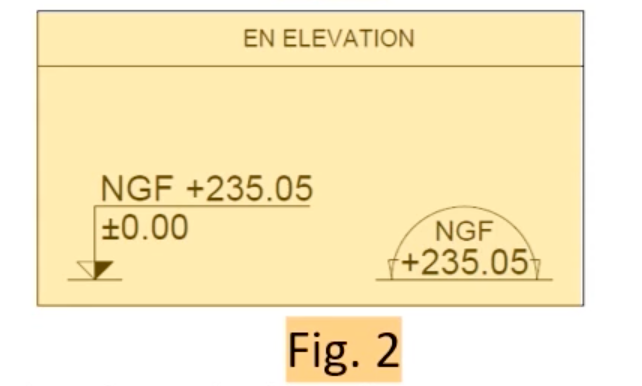 EN ELEVATION
NGF +235.05
±0.00
NGF
+235.05
Fig. 2